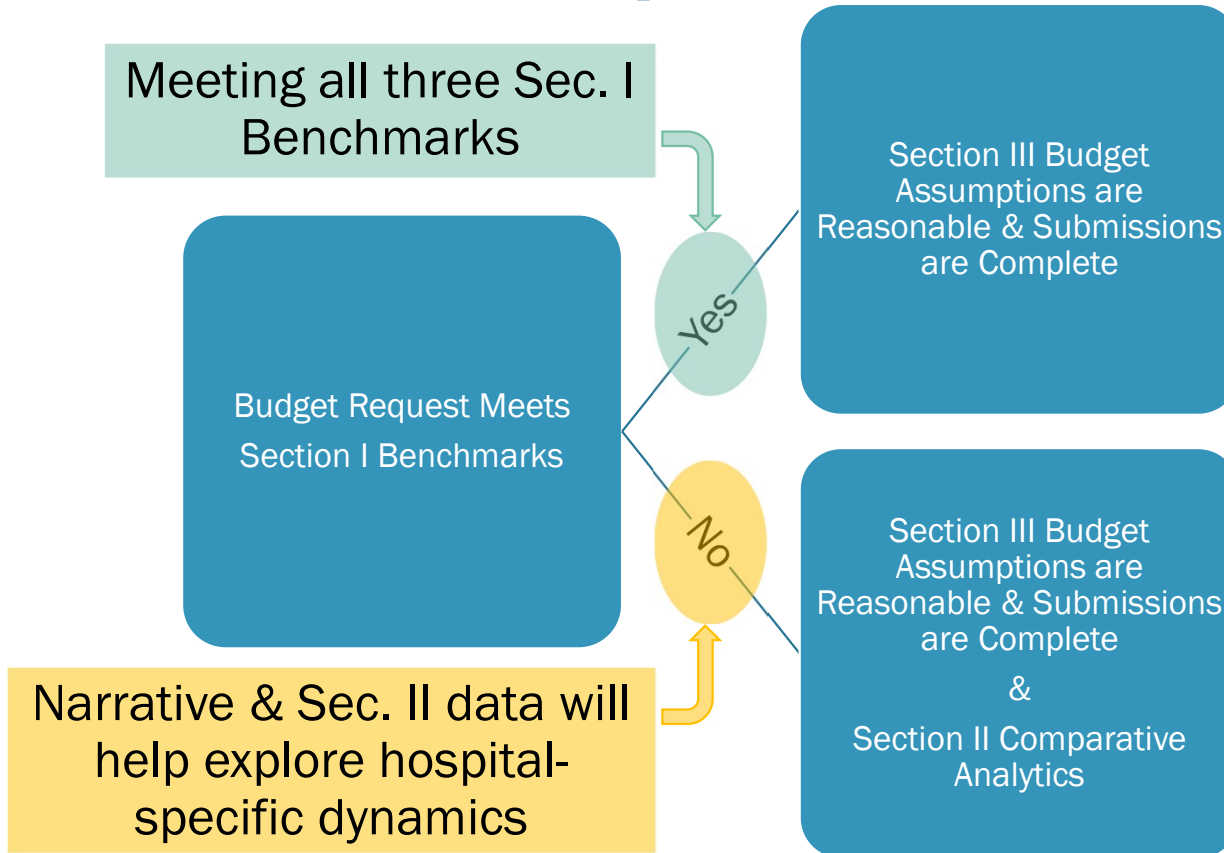 Meeting all three Sec. I
Benchmarks
Section III Budget
Assumptions are
Reasonable & Submissions
are Complete
Yes
Budget Request Meets
Section I Benchmarks
No
Section III Budget
Assumptions are
Reasonable & Submissions
are Complete
&
Section II Comparative
Analytics
Narrative & Sec. II data will
help explore hospital-
specific dynamics